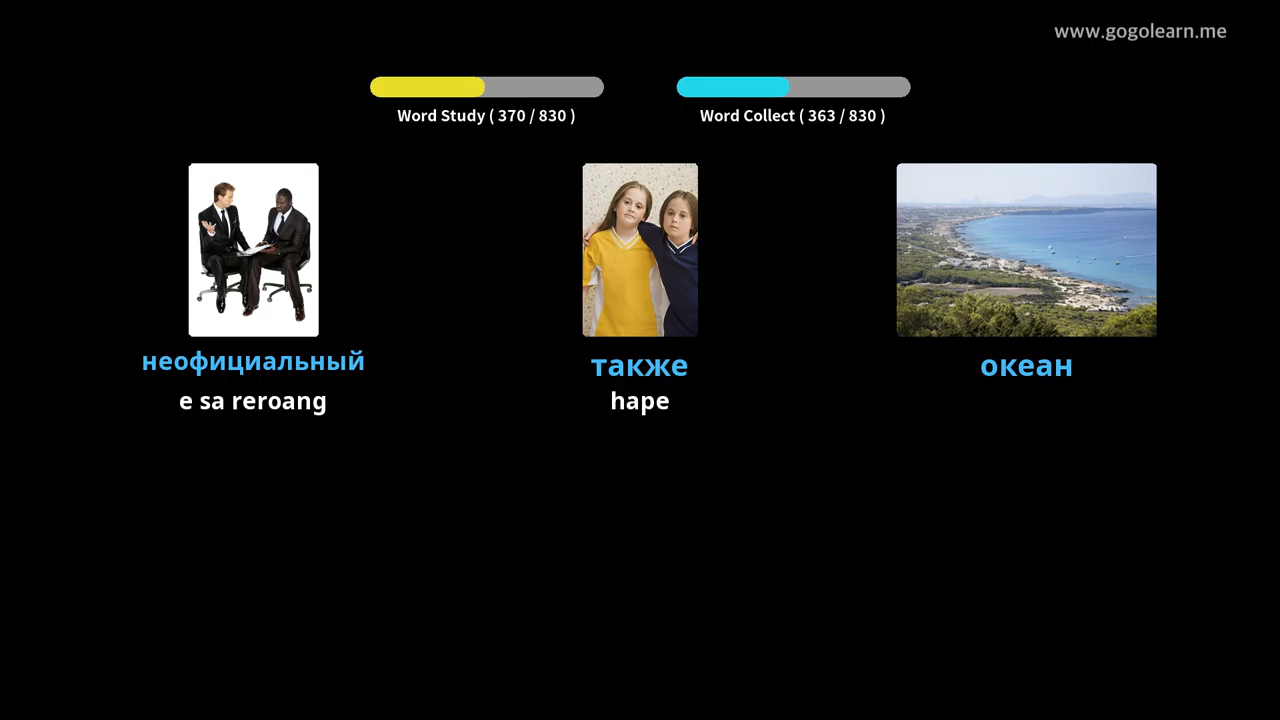 www.gogolearn.me
Word Study ( 370 / 830 )
Word Collect ( 363 / 830 )
неофициальный
e sa reroang
также
hape
океан